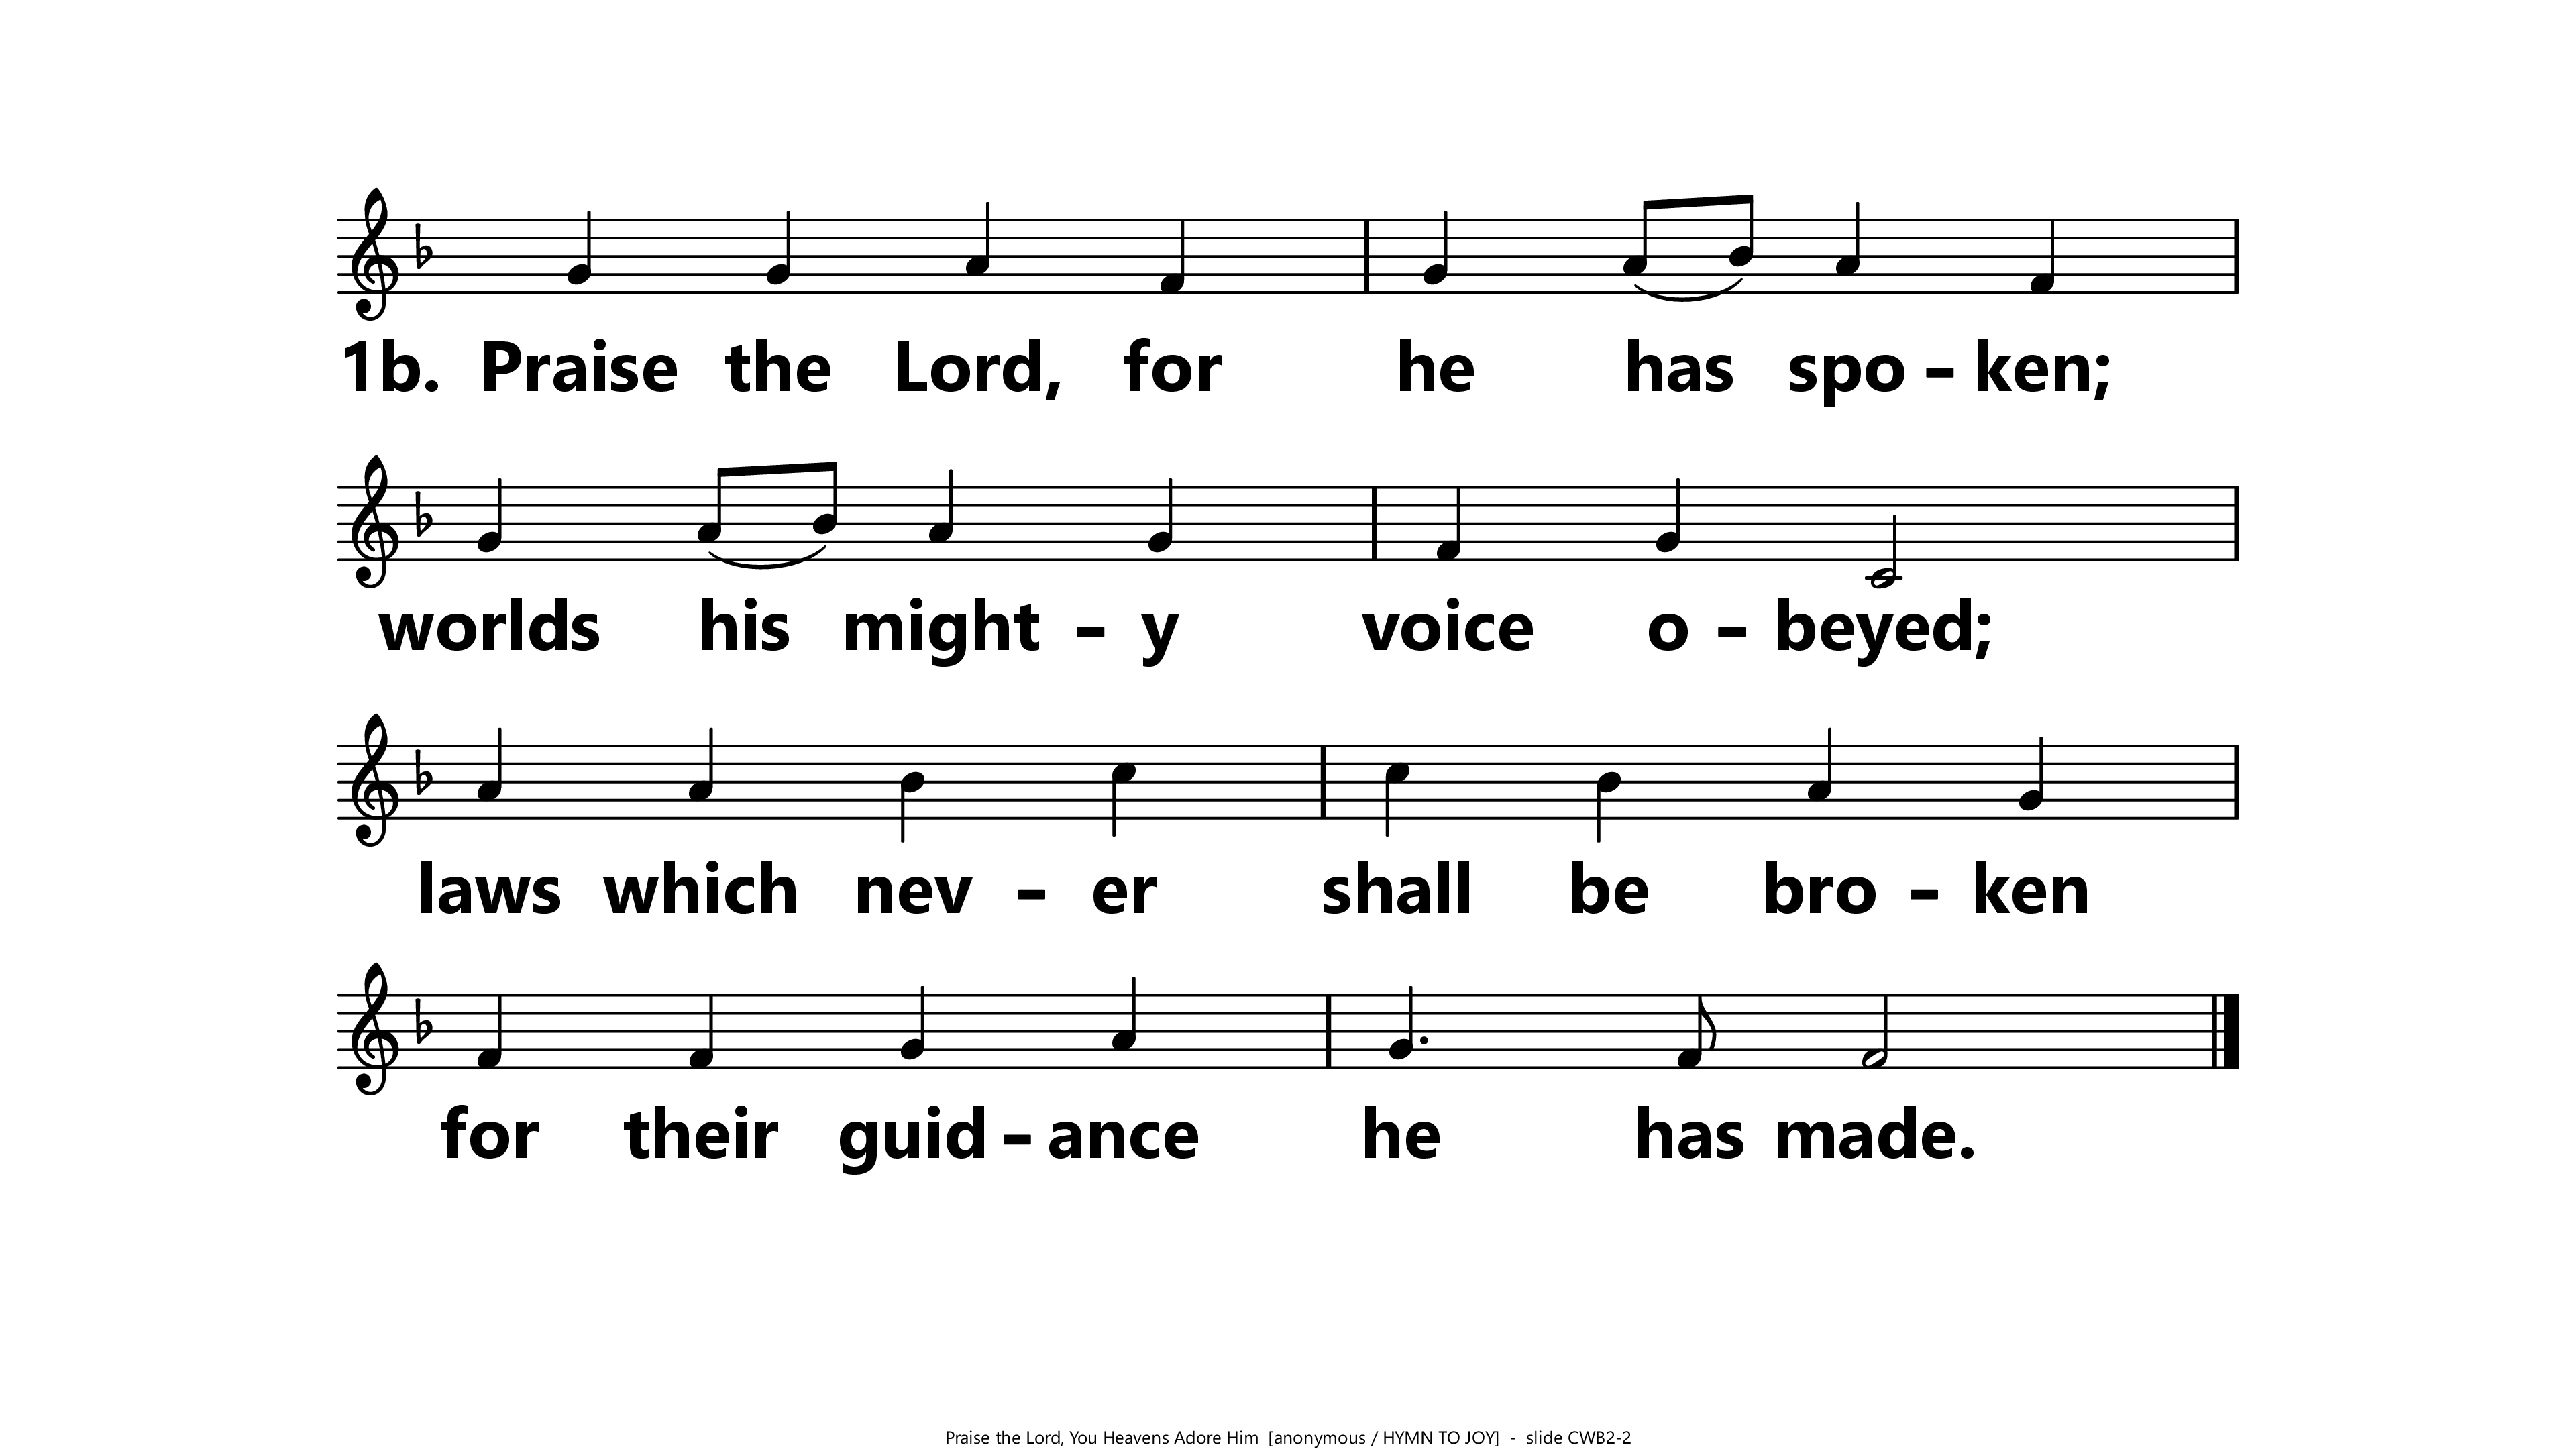 1b. Praise the Lord, for he has spo - ken;
worlds his might - y voice o - beyed;
laws which nev - er shall be bro - ken
for their guid - ance he has made.
Praise the Lord, You Heavens Adore Him [anonymous / HYMN TO JOY] - slide CWB2-2